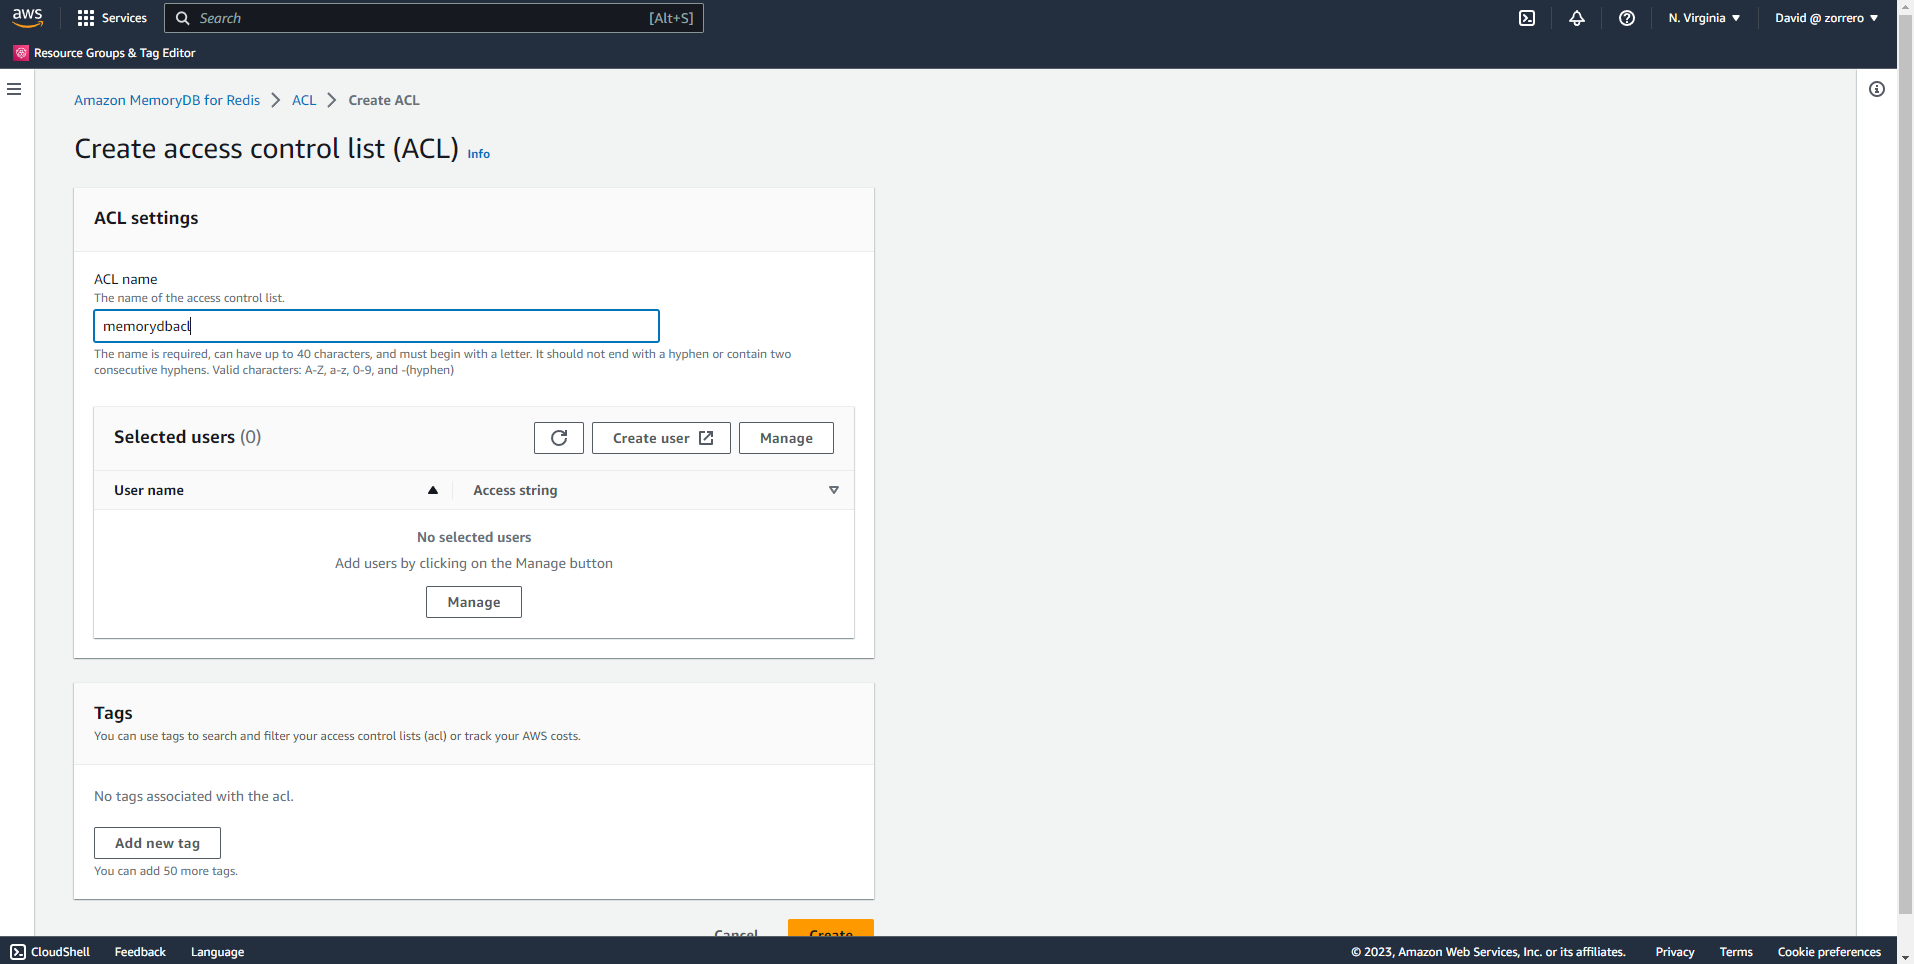 aws
Services
Search
[Alt+S]
N. Virginia
David @ zorrero
Resource Groups & Tag Editor
Amazon MemoryDB for Redis
ACL
Create ACL
Create access control list (ACL) Info
ACL settings
ACL name
The name of the access control list.
memorydbacl
The name is required, can have up to 40 characters, and must begin with a letter. It should not end with a hyphen or contain two
consecutive hyphens. Valid characters: A-Z, a-z, 0-9, and -(hyphen)
Selected users (0)
Create user
Manage
User name
Access string
No selected users
Add users by clicking on the Manage button
Manage
Tags
You can use tags to search and filter your access control lists (acl) or track your AWS costs.
No tags associated with the acl.
Add new tag
You can add 50 more tags.
Cancel
Create
CloudShell
Feedback
Language
© 2023, Amazon Web Services, Inc. or its affiliates.
Privacy
Terms
Cookie preferences